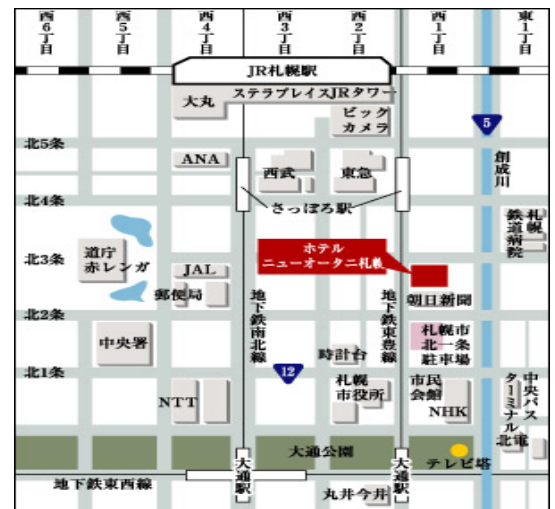 西6丁目
西5丁目
西4丁目
西3丁目
西2丁目
西1丁目
東1丁目
JR札幌駅
大丸
ステラプレイスJRタワー
ビック
カメラ
5
北5条
ANA
西武
東急
創成川
北4条
さっぽろ駅
札幌
鉄道病院
北3条
道庁
赤レンガ
JAL
ホテル
ニューオータニ札幌
郵便局
朝日新聞
北2条
地下鉄南北線
地下鉄東豊線
中央署
時計台
札幌市
北一条
駐車場
北1条
12
NTT
札幌
市役所
市民
会館
NHK
中央バス
ターミナル
北電
大通公園
テレビ塔
大通駅
大通駅
地下鉄東西線
丸井今井